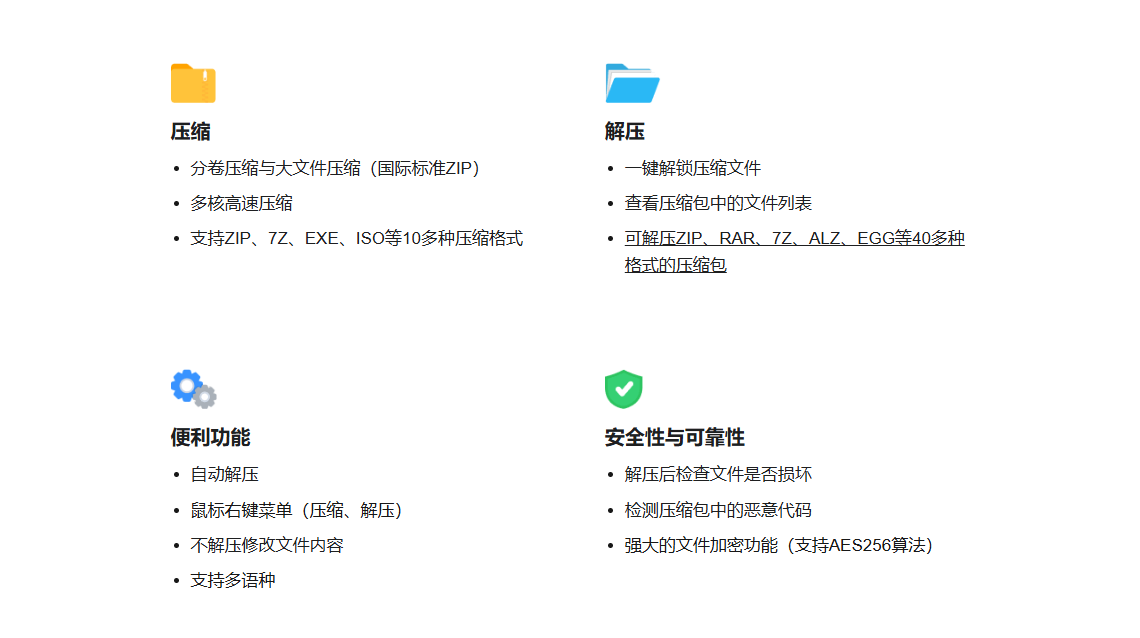 压缩
• 分卷压缩与大文件压缩（国际标准ZIP）
• 多核高速压缩
• 支持ZIP、7Z、EXE、ISO等10多种压缩格式
解压
• 一键解锁压缩文件
• 查看压缩包中的文件列表
• 可解压ZIP、RAR、7Z、ALZ、EGG等40多种
格式的压缩包
便利功能
• 自动解压
• 鼠标右键菜单（压缩、解压）
• 不解压修改文件内容
• 支持多语种
安全性与可靠性
• 解压后检查文件是否损坏
• 检测压缩包中的恶意代码
• 强大的文件加密功能（支持AES256算法）